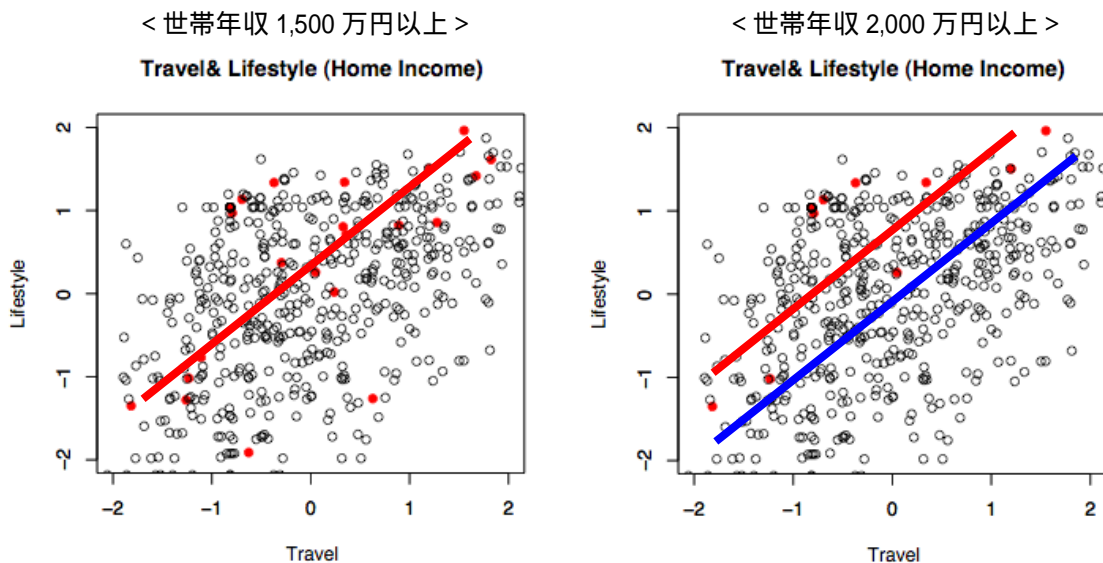 ＜世帯年収 1,500 万円以上＞
Travel& Lifestyle (Home Income)
Lifestyle
2
1
0
−1
−2
−2
−1
0
1
2
Travel
＜世帯年収 2,000 万円以上＞
Travel& Lifestyle (Home Income)
Lifestyle
2
1
0
−1
−2
−2
−1
0
1
2
Travel